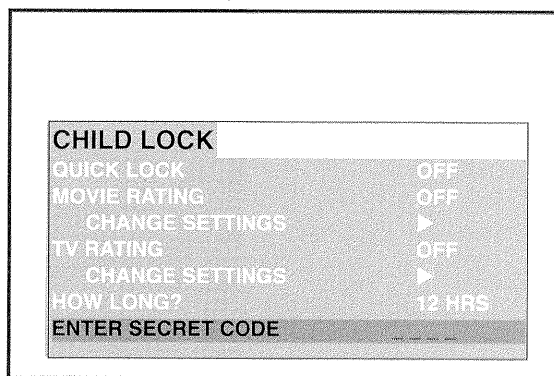 CHILD LOCK
QUICK LOCK OFF
MOVIE RATING OFF
CHANGE SETTINGS ▶
TV RATING OFF
CHANGE SETTINGS ▶
HOW LONG? 12 HRS
ENTER SECRET CODE _ _ _ _